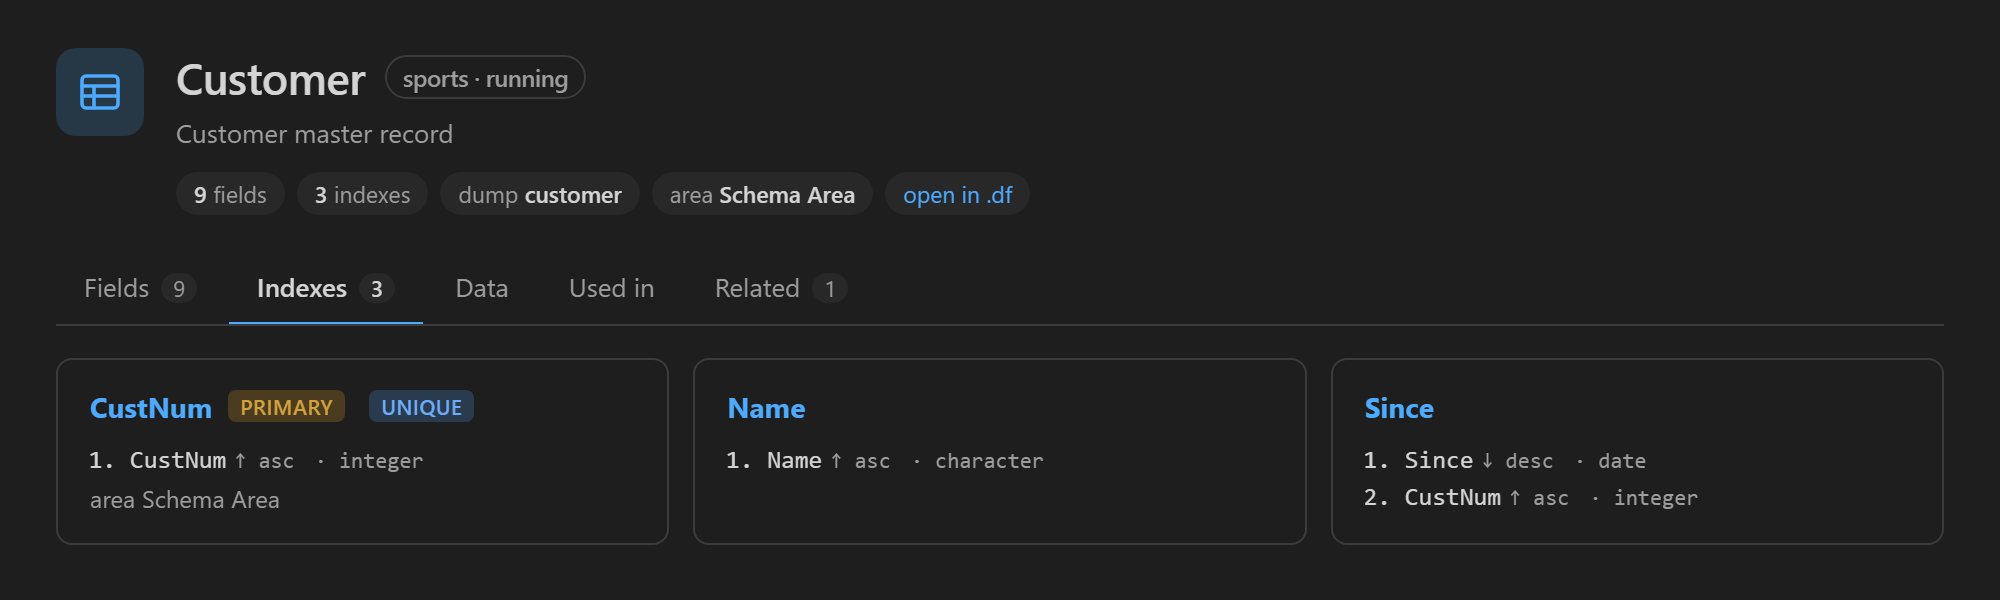 Customer sports · running
Customer master record
9 fields 3 indexes dump customer area Schema Area open in .df
Fields 9 Indexes 3 Data Used in Related 1
CustNum PRIMARY UNIQUE
1. CustNum ↑ asc · integer
area Schema Area
Name
1. Name ↑ asc · character
Since
1. Since ↓ desc · date
2. CustNum ↑ asc · integer